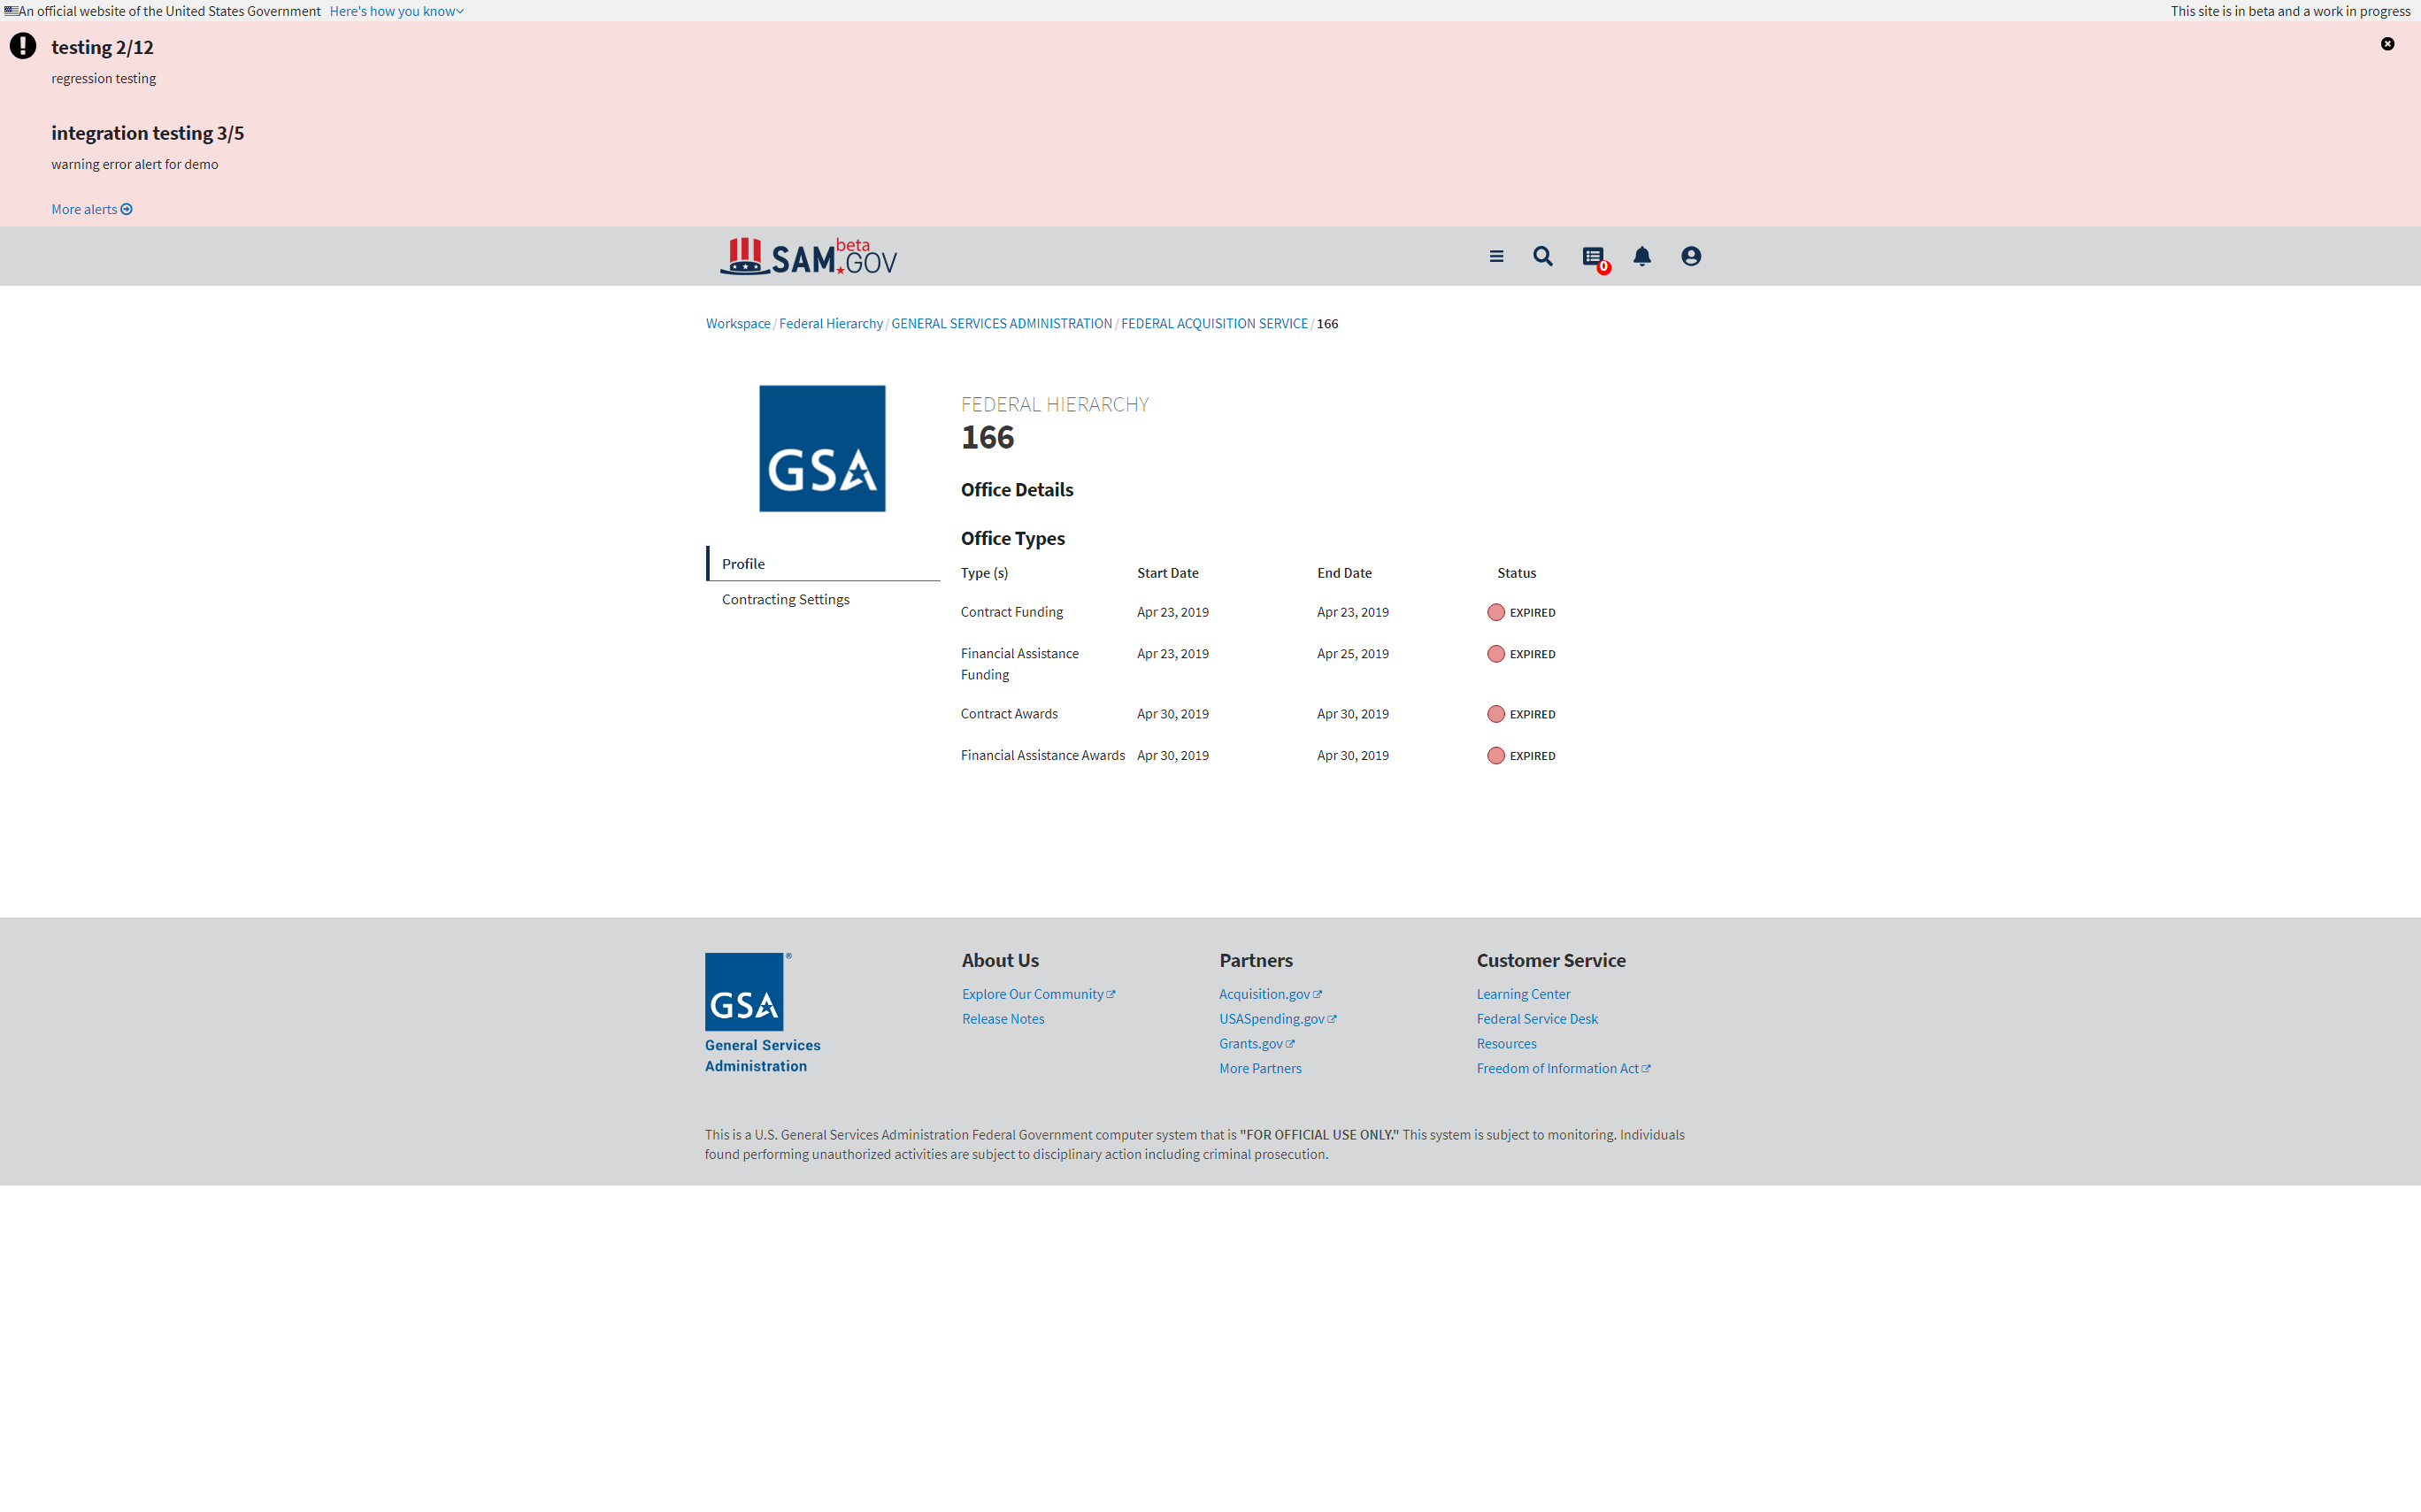 An official website of the United States Government Here's how you know
This site is in beta and a work in progress
testing 2/12
regression testing
integration testing 3/5
warning error alert for demo
More alerts
SAM.GOV beta
0
Workspace / Federal Hierarchy / GENERAL SERVICES ADMINISTRATION / FEDERAL ACQUISITION SERVICE / 166
GSA
FEDERAL HIERARCHY
166
Office Details
Profile
Contracting Settings
Office Types
Type (s) Start Date End Date Status
Contract Funding Apr 23, 2019 Apr 23, 2019 EXPIRED
Financial Assistance Apr 23, 2019 Apr 25, 2019 EXPIRED
Funding
Contract Awards Apr 30, 2019 Apr 30, 2019 EXPIRED
Financial Assistance Awards Apr 30, 2019 Apr 30, 2019 EXPIRED
GSA ®
General Services
Administration
About Us
Explore Our Community
Release Notes
Partners
Acquisition.gov
USASpending.gov
Grants.gov
More Partners
Customer Service
Learning Center
Federal Service Desk
Resources
Freedom of Information Act
This is a U.S. General Services Administration Federal Government computer system that is "FOR OFFICIAL USE ONLY." This system is subject to monitoring. Individuals
found performing unauthorized activities are subject to disciplinary action including criminal prosecution.